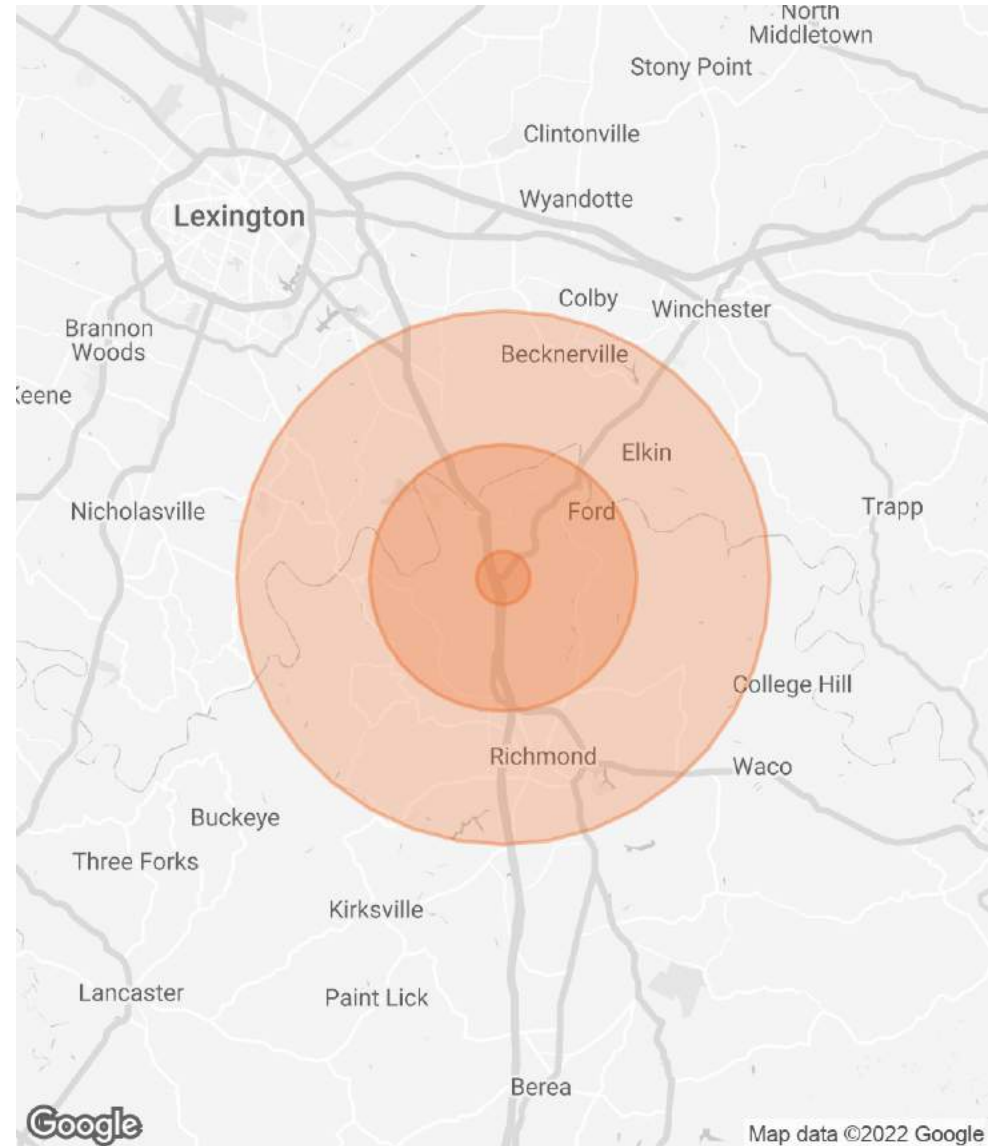 North
Middletown
Stony Point
Clintonville
Wyandotte
Lexington
Colby
Winchester
Brannon
Woods
Becknerville
Keene
Elkin
Nicholasville
Ford
Trapp
College Hill
Richmond
Waco
Buckeye
Three Forks
Kirksville
Lancaster
Paint Lick
Berea
Google
Map data ©2022 Google